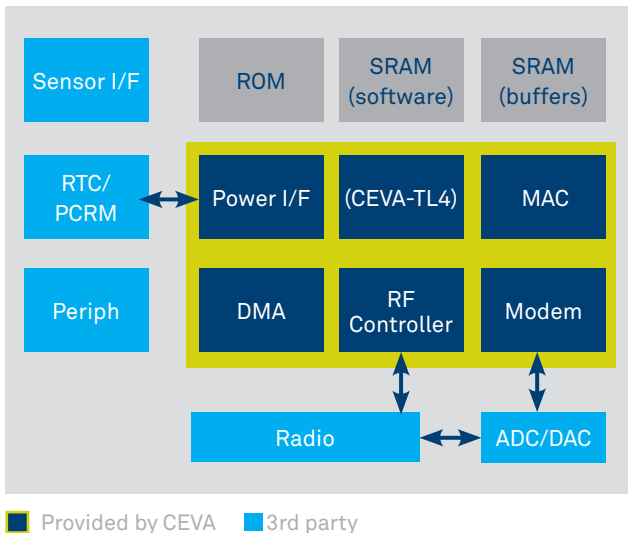 Sensor I/F
ROM
SRAM
(software)
SRAM
(buffers)
RTC/
PCRM
Power I/F
(CEVA-TL4)
MAC
Periph
DMA
RF
Controller
Modem
Radio
ADC/DAC
Provided by CEVA
3rd party